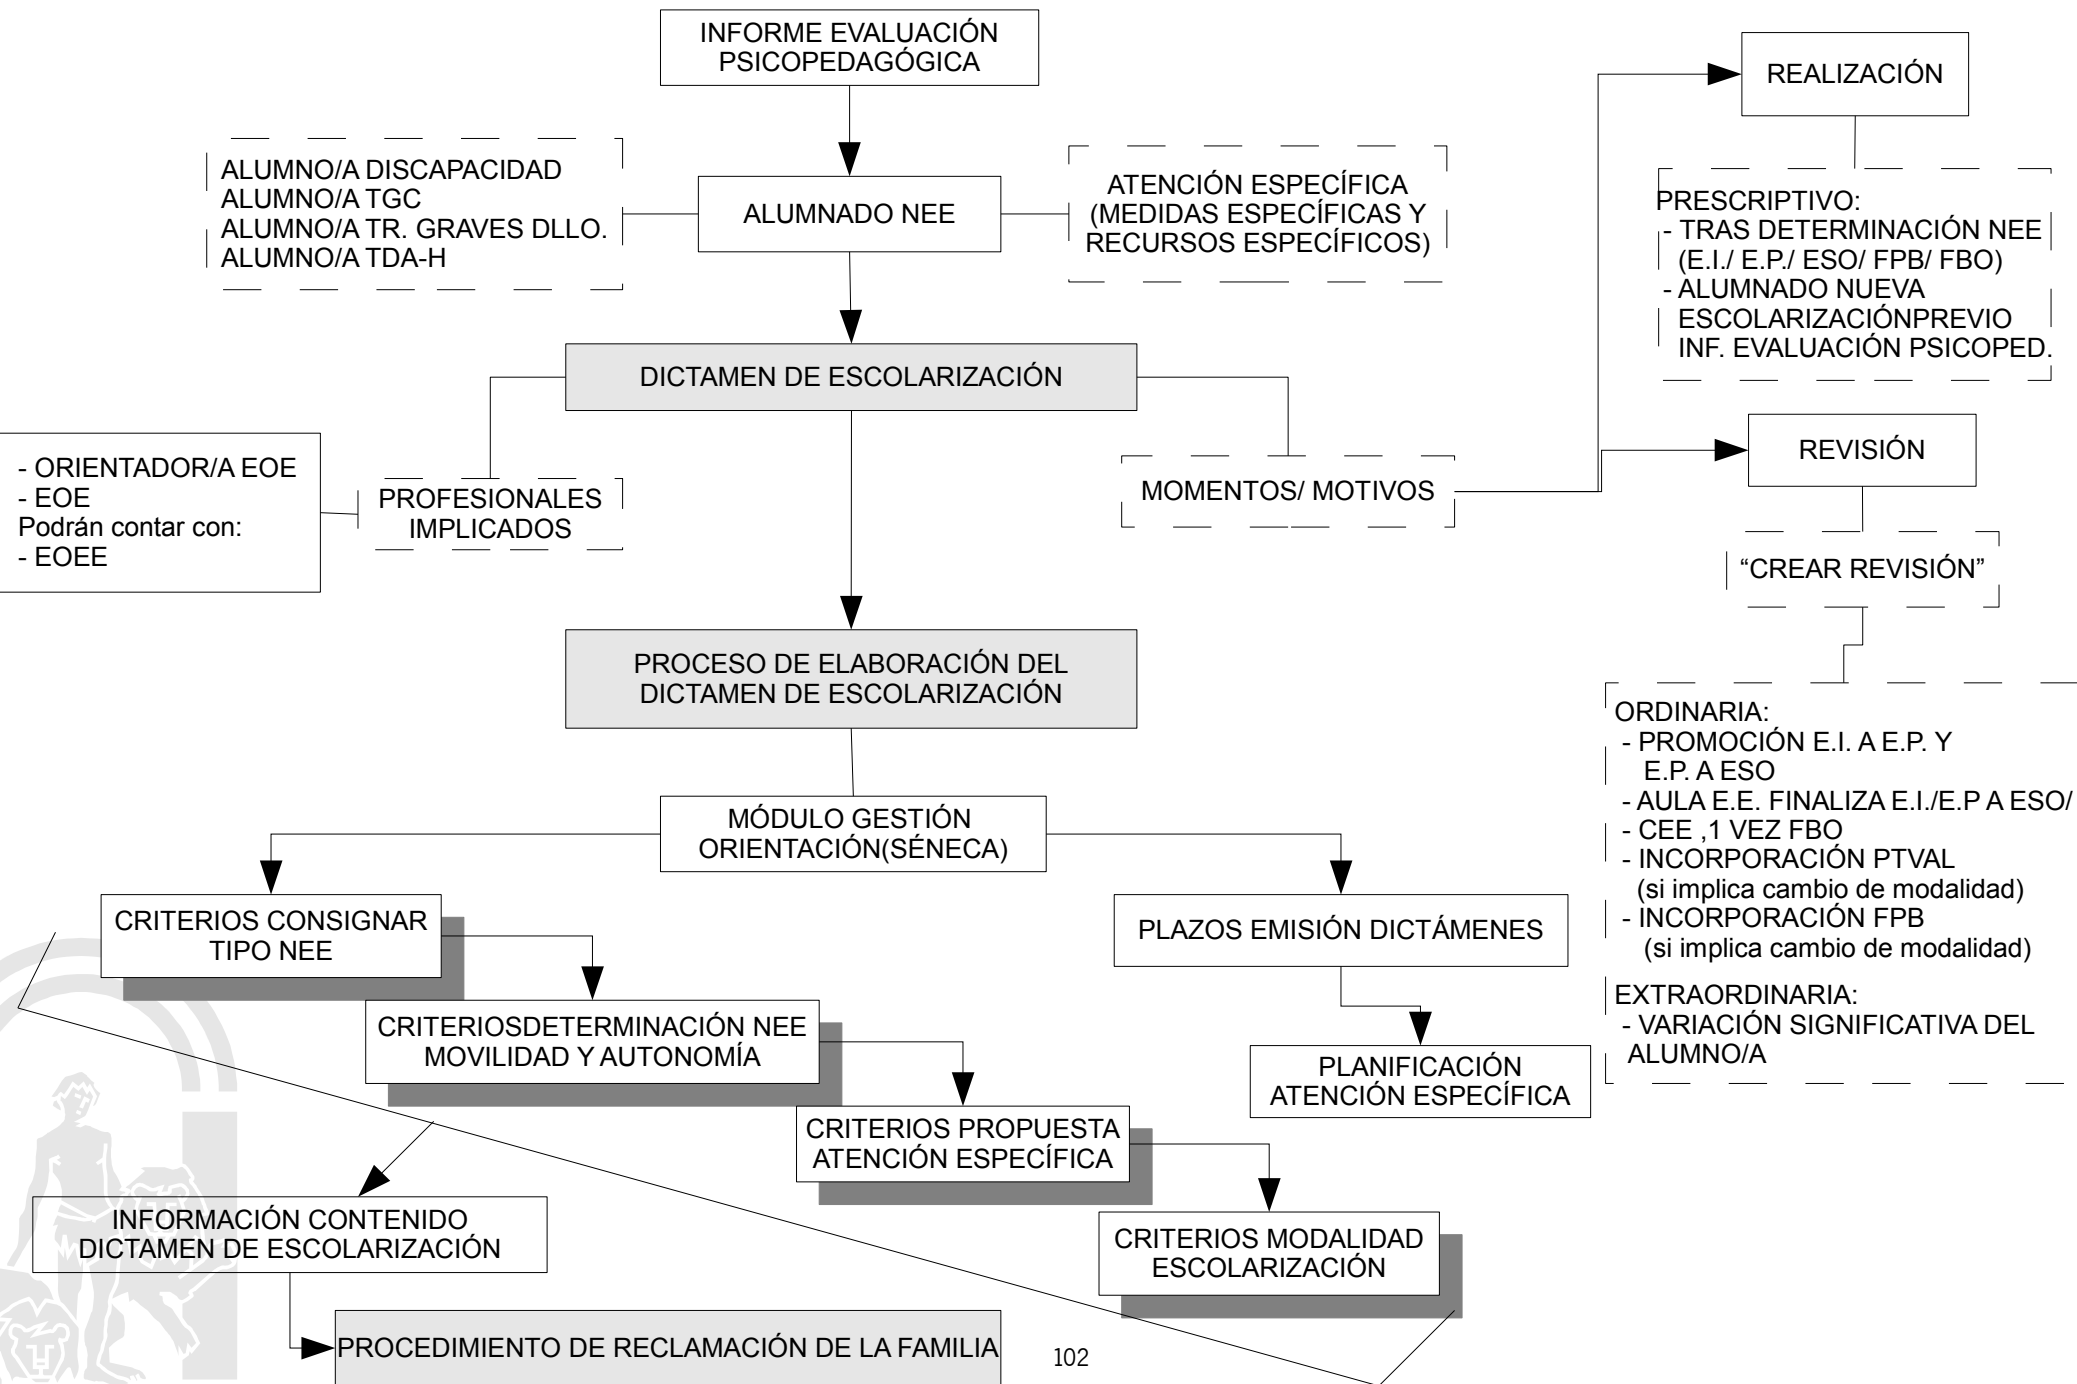 INFORME EVALUACIÓN
PSICOPEDAGÓGICA
REALIZACIÓN
ALUMNO/A DISCAPACIDAD
ALUMNO/A TGC
ALUMNO/A TR. GRAVES DLLO.
ALUMNO/A TDA-H
ALUMNADO NEE
ATENCIÓN ESPECÍFICA
(MEDIDAS ESPECÍFICAS Y
RECURSOS ESPECÍFICOS)
PRESCRIPTIVO:
- TRAS DETERMINACIÓN NEE
(E.I./ E.P./ ESO/ FPB/ FBO)
- ALUMNADO NUEVA
ESCOLARIZACIÓNPREVIO
INF. EVALUACIÓN PSICOPED.
DICTAMEN DE ESCOLARIZACIÓN
- ORIENTADOR/A EOE
- EOE
Podrán contar con:
- EOEE
PROFESIONALES
IMPLICADOS
MOMENTOS/ MOTIVOS
REVISIÓN
“CREAR REVISIÓN”
PROCESO DE ELABORACIÓN DEL
DICTAMEN DE ESCOLARIZACIÓN
ORDINARIA:
- PROMOCIÓN E.I. A E.P. Y
E.P. A ESO
- AULA E.E. FINALIZA E.I./E.P A ESO/
- CEE ,1 VEZ FBO
- INCORPORACIÓN PTVAL
(si implica cambio de modalidad)
- INCORPORACIÓN FPB
(si implica cambio de modalidad)
EXTRAORDINARIA:
- VARIACIÓN SIGNIFICATIVA DEL
ALUMNO/A
MÓDULO GESTIÓN
ORIENTACIÓN(SÉNECA)
CRITERIOS CONSIGNAR
TIPO NEE
PLAZOS EMISIÓN DICTÁMENES
CRITERIOSDETERMINACIÓN NEE
MOVILIDAD Y AUTONOMÍA
PLANIFICACIÓN
ATENCIÓN ESPECÍFICA
CRITERIOS PROPUESTA
ATENCIÓN ESPECÍFICA
INFORMACIÓN CONTENIDO
DICTAMEN DE ESCOLARIZACIÓN
CRITERIOS MODALIDAD
ESCOLARIZACIÓN
PROCEDIMIENTO DE RECLAMACIÓN DE LA FAMILIA
102